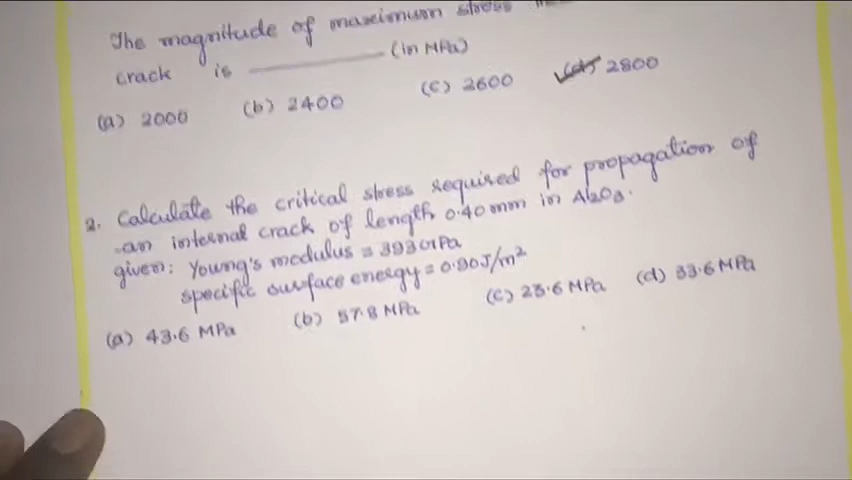 The magnitude of maximum stress
crack is ________ (in MPa)
(a) 2000 (b) 2400 (c) 2600 (d) 2800
2. Calculate the critical stress required for propagation of
an internal crack of length 0.40 mm in Al2O3.
given: Young's modulus = 393 GPa
specific surface energy = 0.90 J/m²
(a) 43.6 MPa (b) 57.8 MPa (c) 23.6 MPa (d) 33.6 MPa